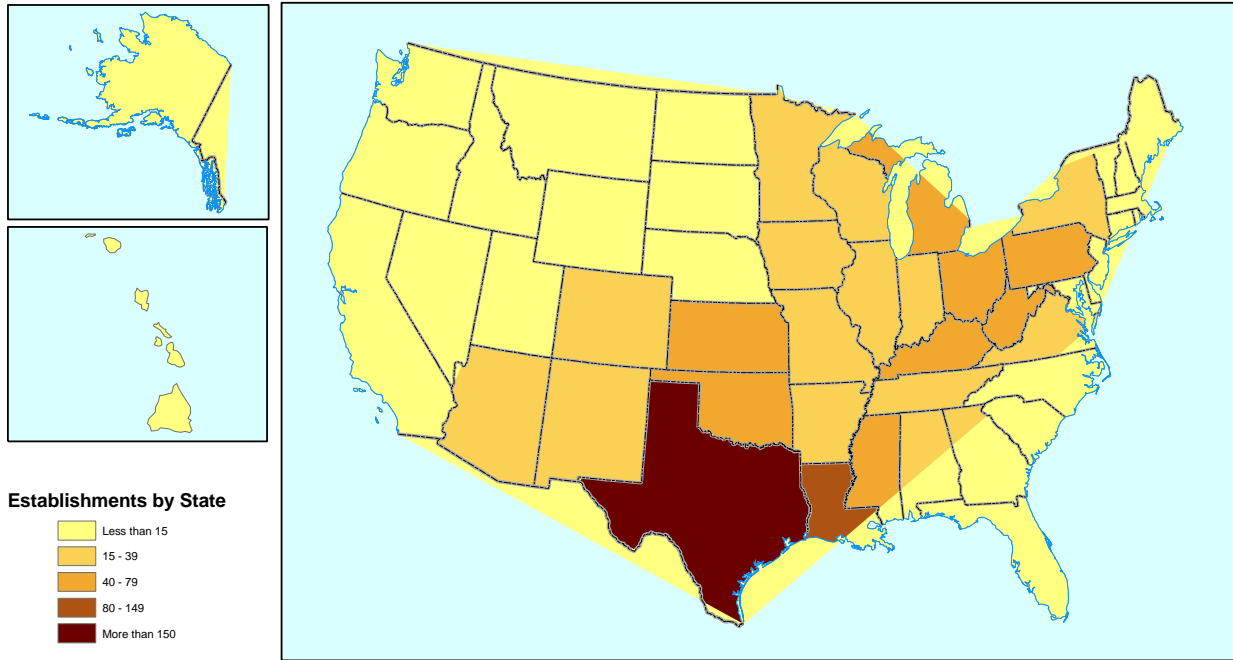 Establishments by State
Less than 15
15 - 39
40 - 79
80 - 149
More than 150